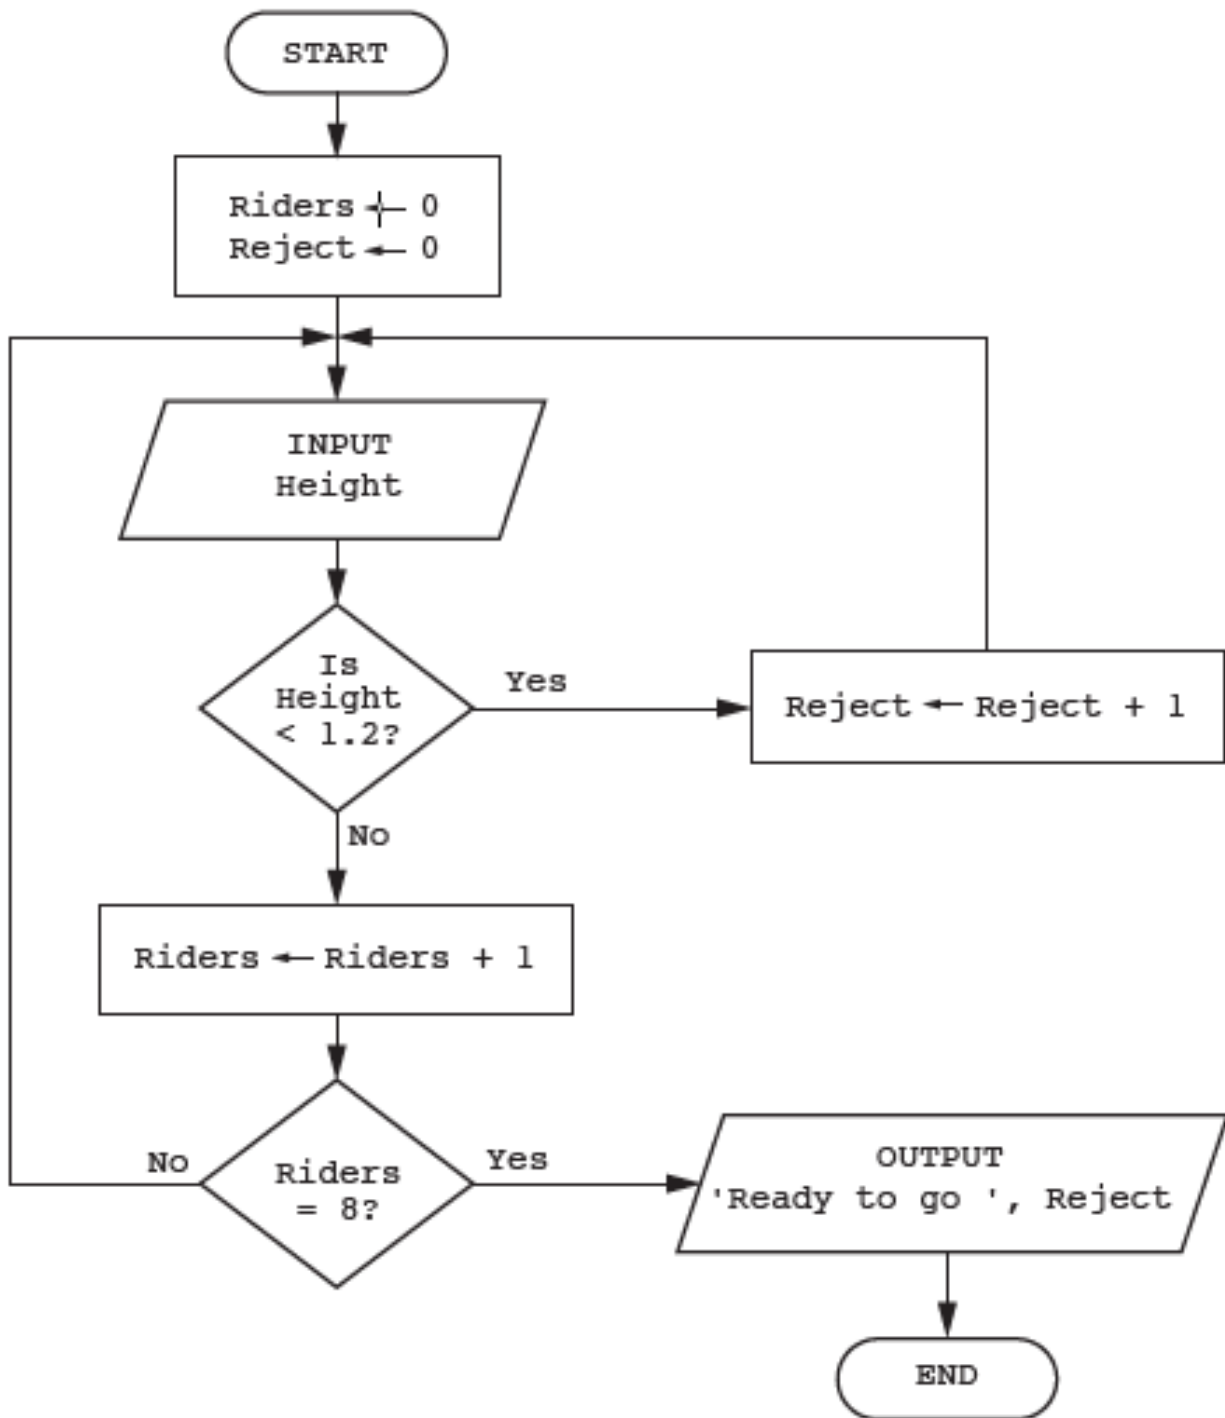 START
Riders ← 0
Reject ← 0
INPUT
Height
Is
Height
< 1.2?
Yes
Reject ← Reject + 1
No
Riders ← Riders + 1
Riders
= 8?
No
Yes
OUTPUT
'Ready to go ', Reject
END